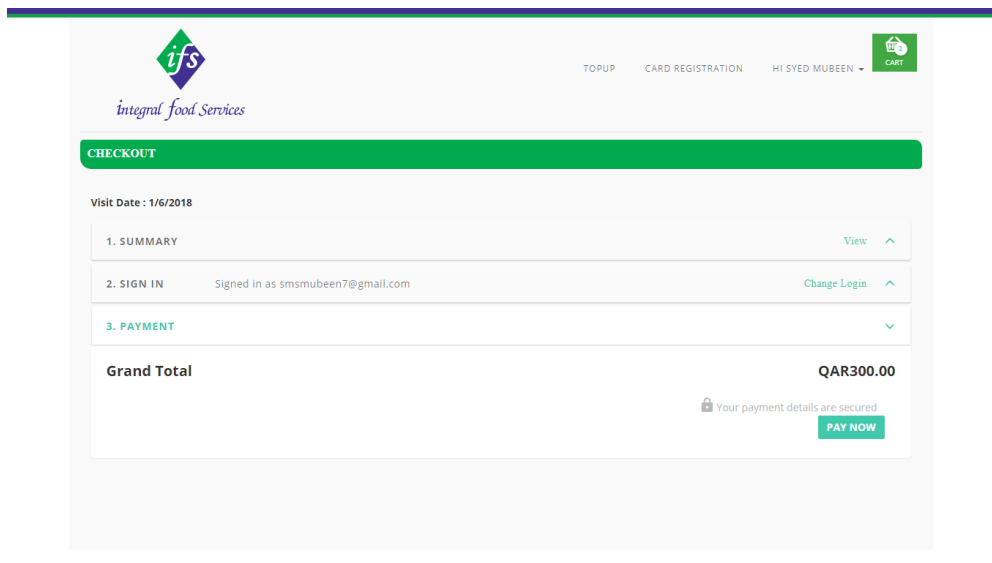 ifs
integral food Services
TOPUP CARD REGISTRATION HI SYED MUBEEN
2
CART
CHECKOUT
Visit Date : 1/6/2018
1. SUMMARY View
2. SIGN IN Signed in as smsmubeen7@gmail.com Change Login
3. PAYMENT
Grand Total QAR300.00
Your payment details are secured
PAY NOW